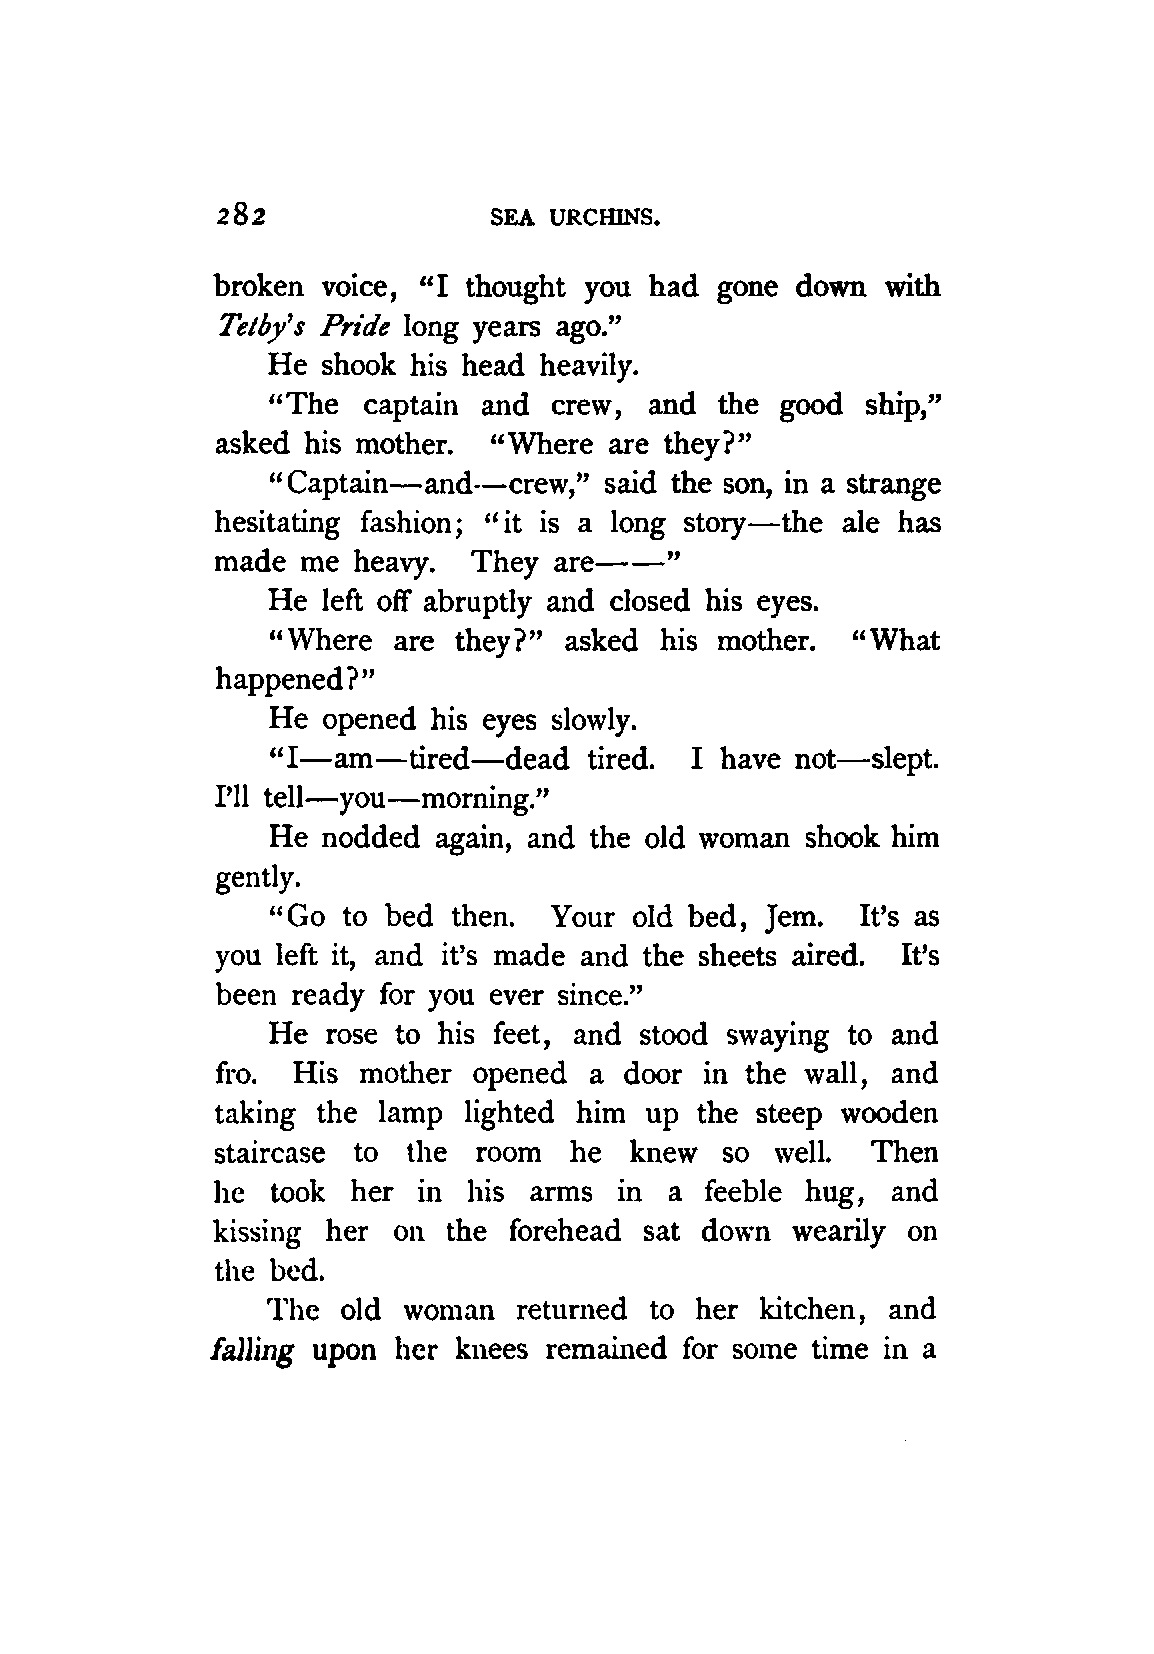 282 SEA URCHINS.
broken voice, “I thought you had gone down with
Tetby’s Pride long years ago.”
He shook his head heavily.
“The captain and crew, and the good ship,”
asked his mother. “Where are they?”
“Captain—and—crew,” said the son, in a strange
hesitating fashion; “it is a long story—the ale has
made me heavy. They are——”
He left off abruptly and closed his eyes.
“Where are they?” asked his mother. “What
happened?”
He opened his eyes slowly.
“I—am—tired—dead tired. I have not—slept.
I’ll tell—you—morning.”
He nodded again, and the old woman shook him
gently.
“Go to bed then. Your old bed, Jem. It’s as
you left it, and it’s made and the sheets aired. It’s
been ready for you ever since.”
He rose to his feet, and stood swaying to and
fro. His mother opened a door in the wall, and
taking the lamp lighted him up the steep wooden
staircase to the room he knew so well. Then
he took her in his arms in a feeble hug, and
kissing her on the forehead sat down wearily on
the bed.
The old woman returned to her kitchen, and
falling upon her knees remained for some time in a